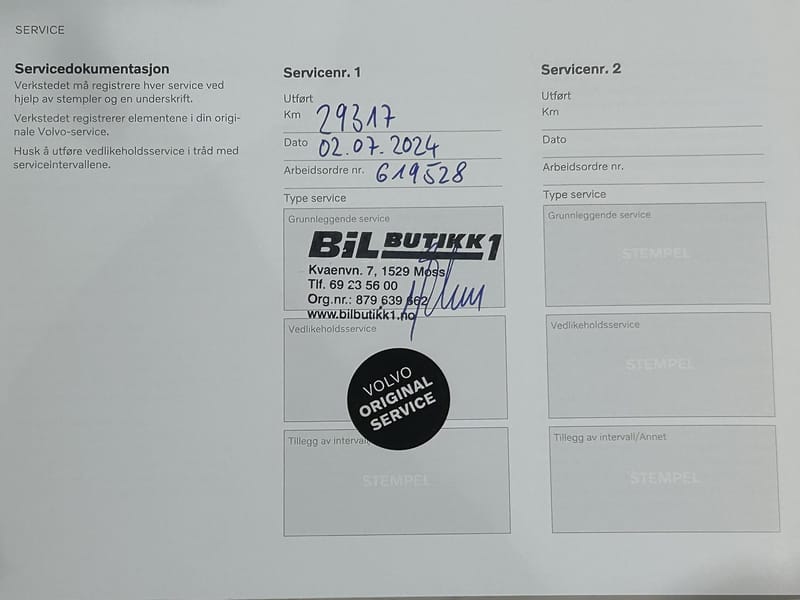 SERVICE
Servicedokumentasjon
Verkstedet må registrere hver service ved
hjelp av stempler og en underskrift.
Verkstedet registrerer elementene i din origi-
nale Volvo-service.
Husk å utføre vedlikeholdsservice i tråd med
serviceintervallene.
Servicenr. 1
Utført
Km 29317
Dato 02.07.2024
Arbeidsordre nr. 619528
Type service
Grunnleggende service
BiL BUTIKK1
Kvaenvn. 7, 1529 Moss
Tlf. 69 23 56 00
Org.nr.: 879 639 662
www.bilbutikk1.no
Vedlikeholdsservice
VOLVO
ORIGINAL
SERVICE
Tillegg av intervall
STEMPEL
Servicenr. 2
Utført
Km
Dato
Arbeidsordre nr.
Type service
Grunnleggende service
STEMPEL
Vedlikeholdsservice
STEMPEL
Tillegg av intervall/Annet
STEMPEL